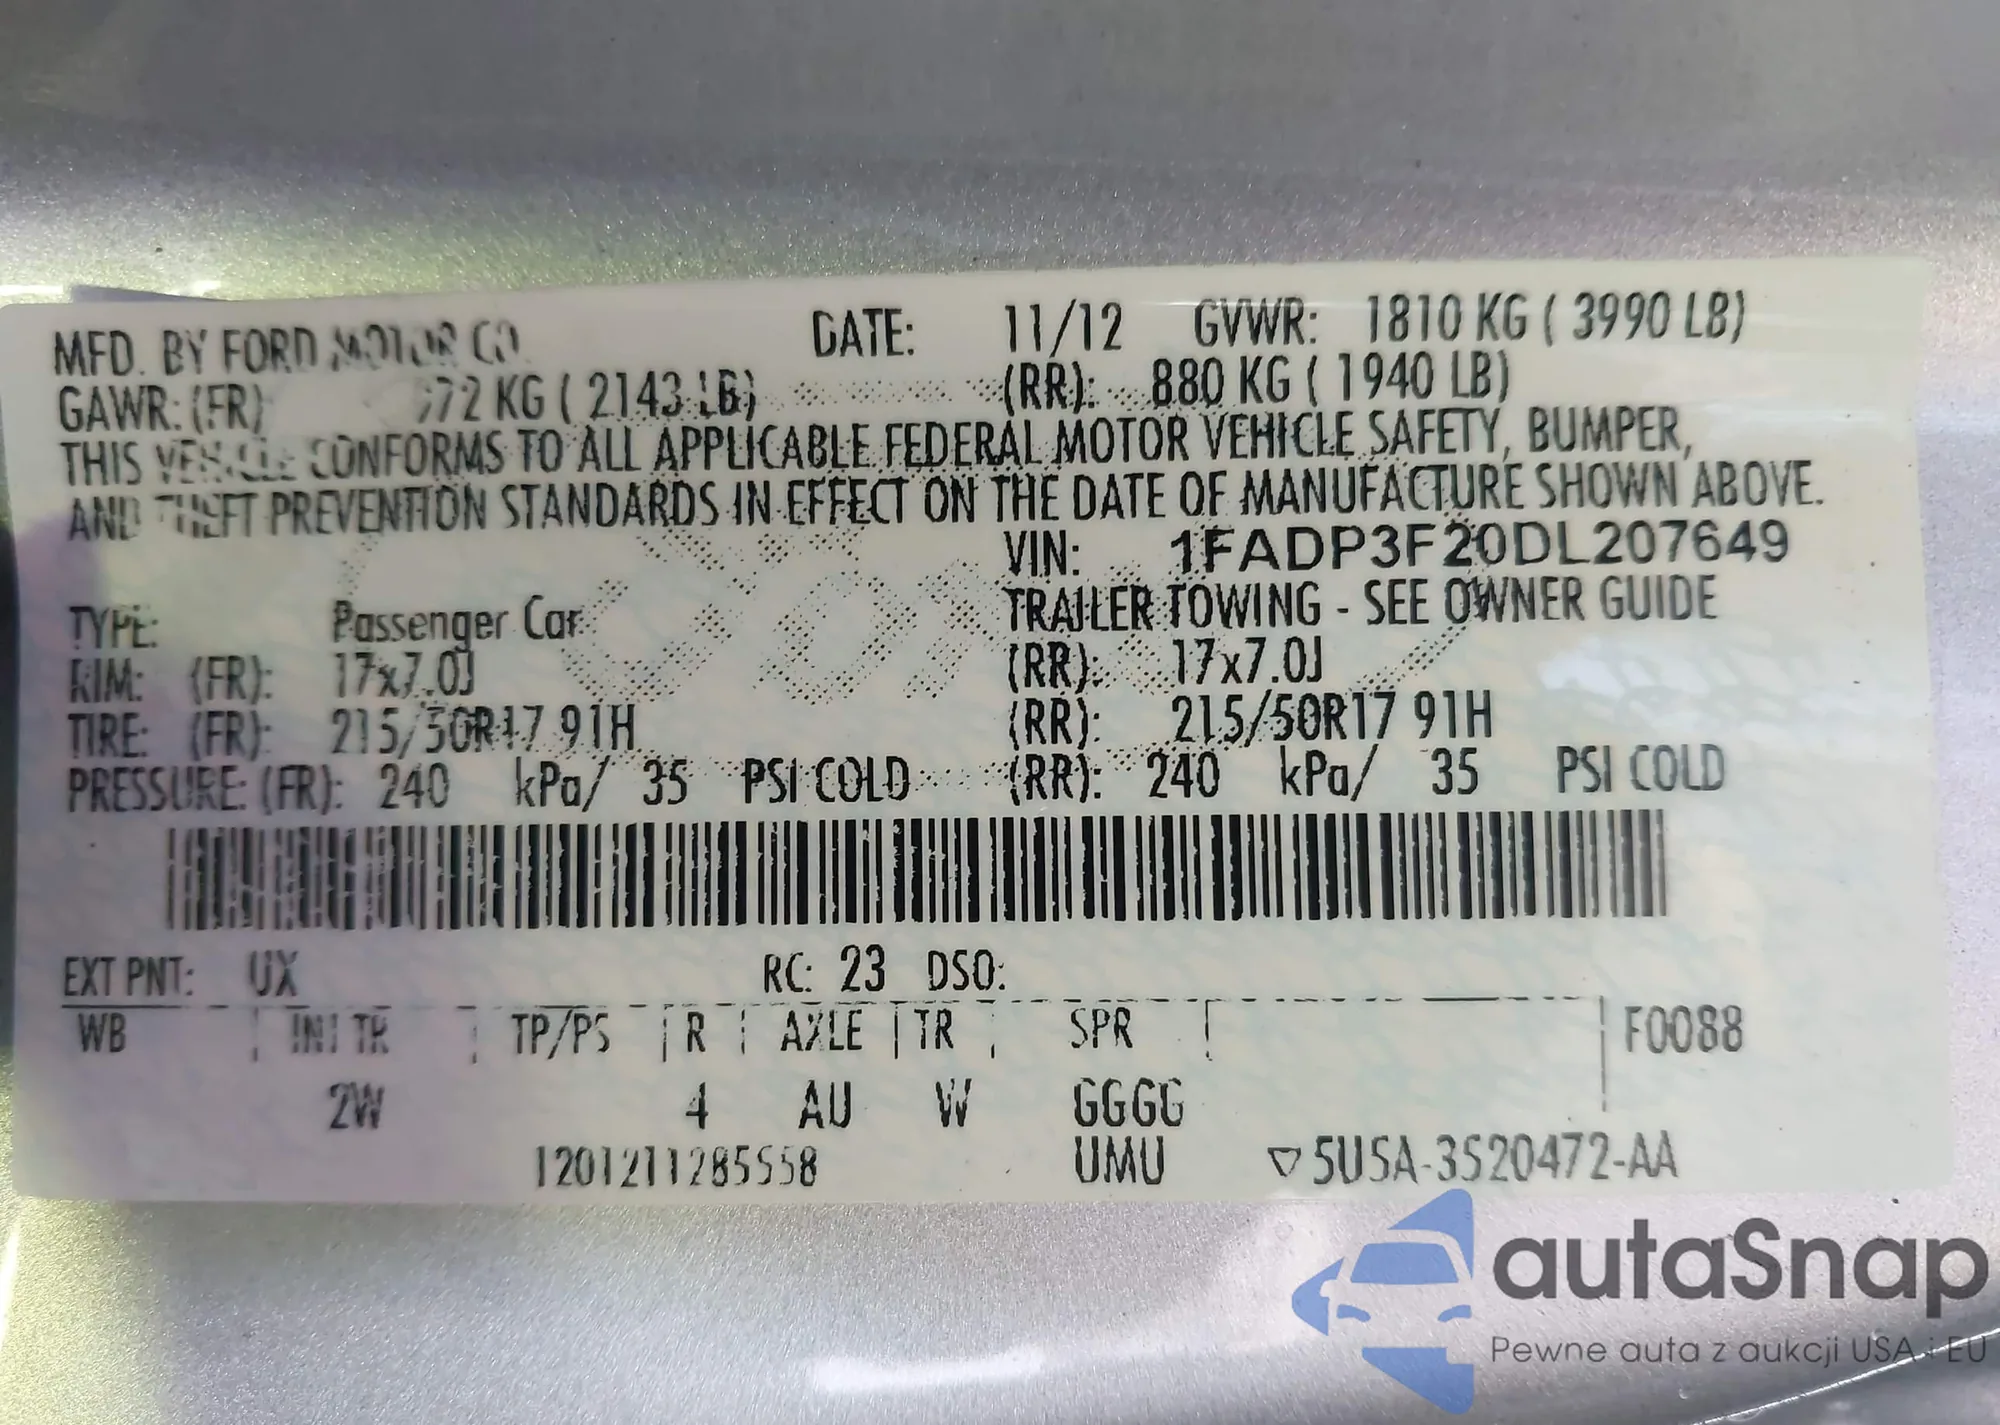 MFD. BY FORD MOTOR CO. DATE: 11/12 GVWR: 1810 KG ( 3990 LB)
GAWR: (FR) 972 KG ( 2143 LB) (RR): 880 KG ( 1940 LB)
THIS VEHICLE CONFORMS TO ALL APPLICABLE FEDERAL MOTOR VEHICLE SAFETY, BUMPER,
AND THEFT PREVENTION STANDARDS IN EFFECT ON THE DATE OF MANUFACTURE SHOWN ABOVE.
VIN: 1FADP3F20DL207649
TYPE: Passenger Car TRAILER TOWING - SEE OWNER GUIDE
RIM: (FR): 17x7.0J (RR): 17x7.0J
TIRE: (FR): 215/50R17 91H (RR): 215/50R17 91H
PRESSURE: (FR): 240 kPa/ 35 PSI COLD (RR): 240 kPa/ 35 PSI COLD
EXT PNT: UX RC: 23 DSO:
WB INT TR TP/PS R AXLE TR SPR F0088
2W 4 AU W GGGG
UMU ▽5U5A-3520472-AA
autaSnap
Pewne auta z aukcji USA i EU